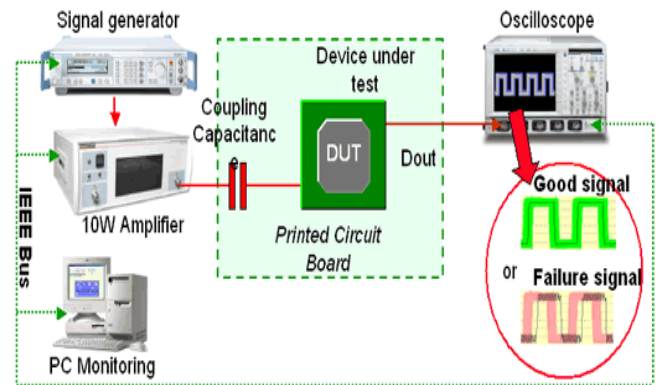 Signal generator
Oscilloscope
Device under
test
Coupling
Capacitanc
e
DUT
Dout
10W Amplifier
Printed Circuit
Board
Good signal
or
Failure signal
IEEE Bus
PC Monitoring